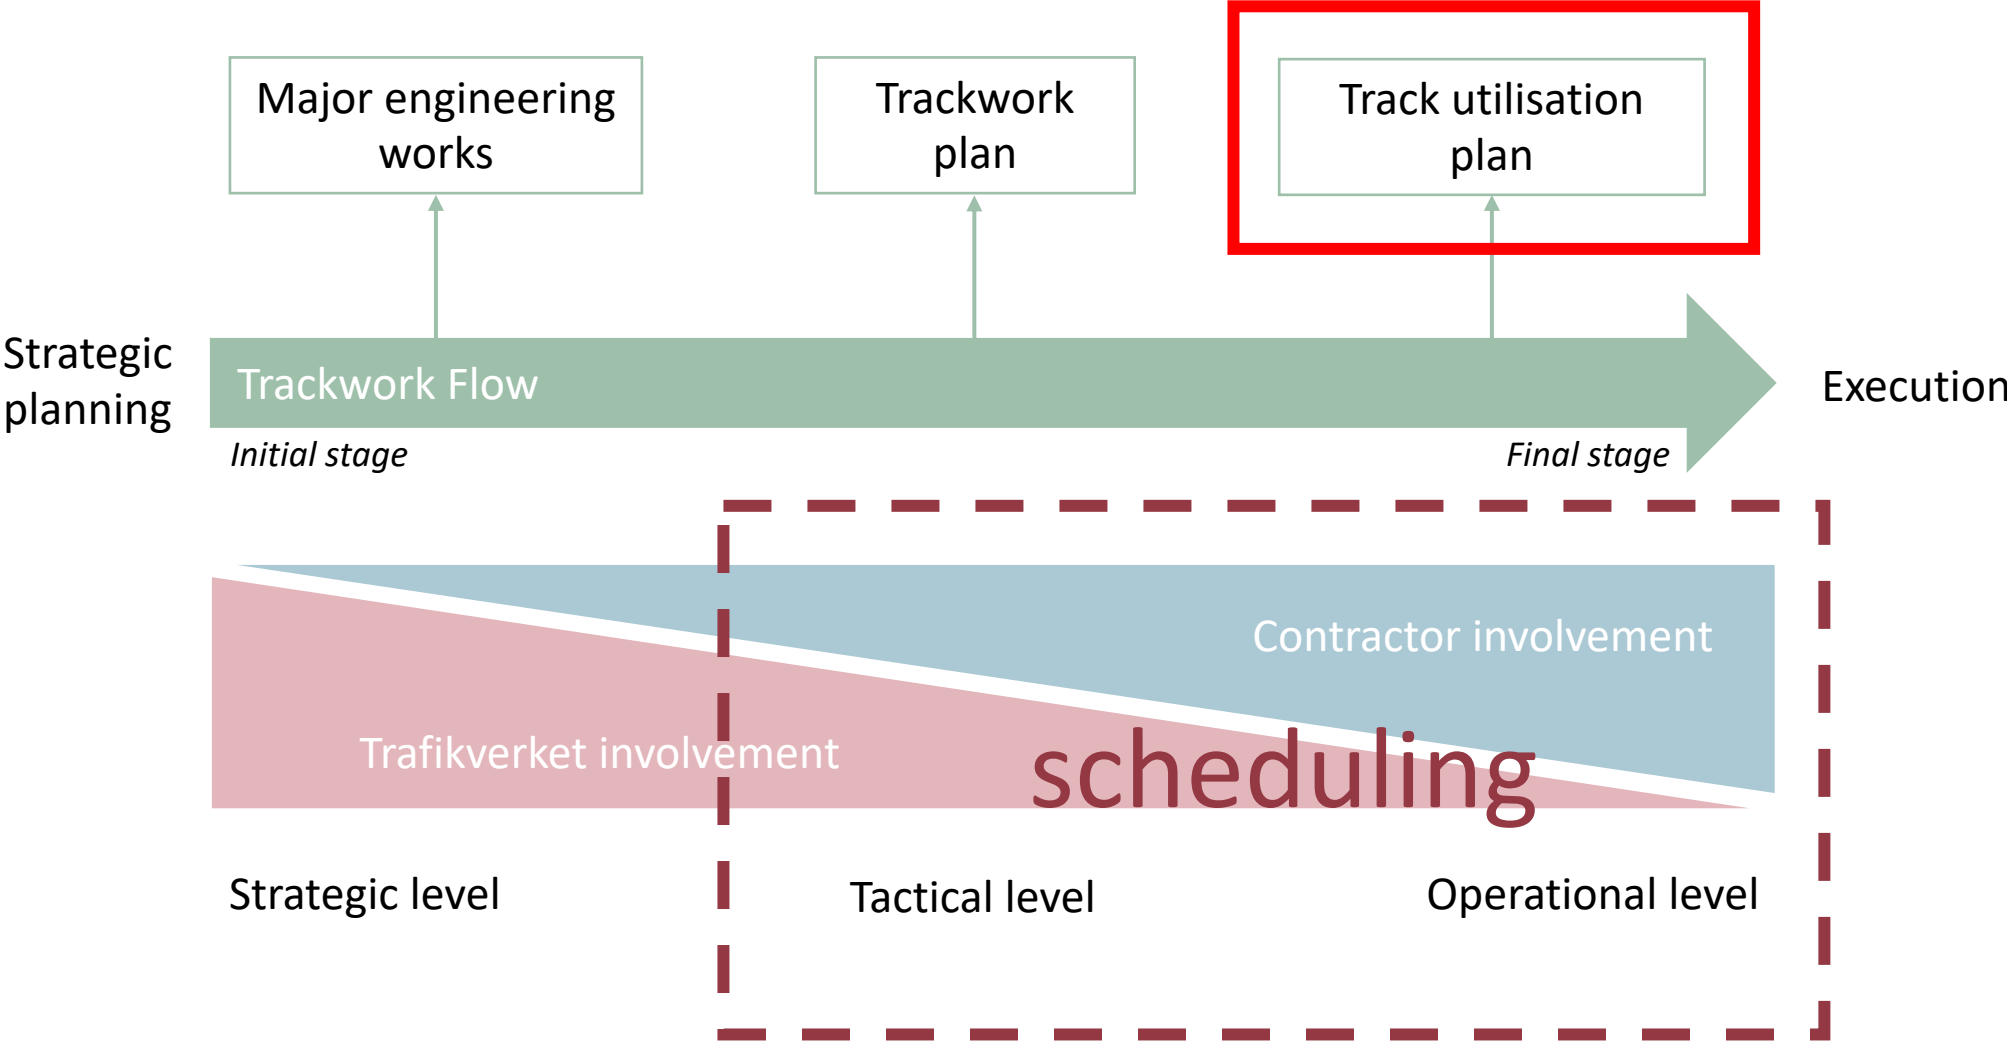 Major engineering
works
Trackwork
plan
Track utilisation
plan
Strategic
planning
Trackwork Flow
Execution
Initial stage
Final stage
Contractor involvement
Trafikverket involvement
scheduling
Strategic level
Tactical level
Operational level